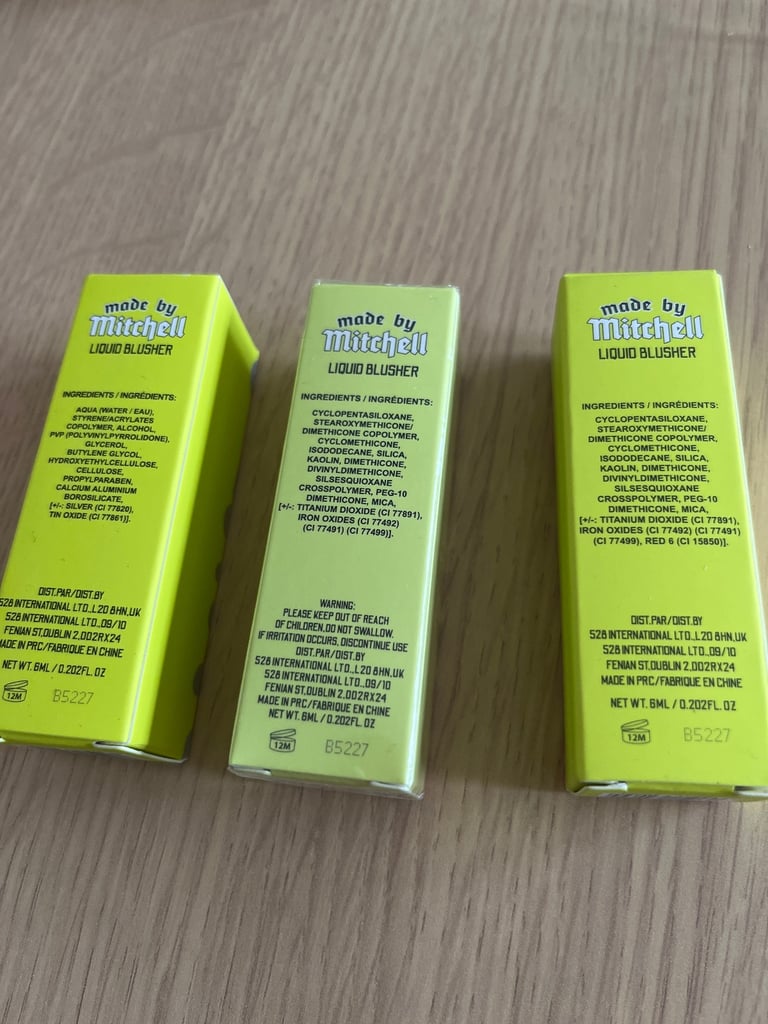 made by
Mitchell
LIQUID BLUSHER
INGREDIENTS / INGRÉDIENTS:
AQUA (WATER / EAU),
STYRENE/ACRYLATES
COPOLYMER, ALCOHOL,
PVP (POLYVINYLPYRROLIDONE),
GLYCEROL,
BUTYLENE GLYCOL,
HYDROXYETHYLCELLULOSE,
CELLULOSE,
PROPYLPARABEN,
CALCIUM ALUMINIUM
BOROSILICATE,
[+/-: SILVER (CI 77820),
TIN OXIDE (CI 77861)].
DIST.PAR/DIST.BY
528 INTERNATIONAL LTD.,L20 8HN,UK
528 INTERNATIONAL LTD.,09/10
FENIAN ST,DUBLIN 2,D02RX24
MADE IN PRC/FABRIQUE EN CHINE
NET WT. 6ML / 0.202FL. OZ
12M B5227
made by
Mitchell
LIQUID BLUSHER
INGREDIENTS / INGRÉDIENTS:
CYCLOPENTASILOXANE,
STEAROXYMETHICONE/
DIMETHICONE COPOLYMER,
CYCLOMETHICONE,
ISODODECANE, SILICA,
KAOLIN, DIMETHICONE,
DIVINYLDIMETHICONE,
SILSESQUIOXANE
CROSSPOLYMER, PEG-10
DIMETHICONE, MICA,
[+/-: TITANIUM DIOXIDE (CI 77891),
IRON OXIDES (CI 77492)
(CI 77491) (CI 77499)].
WARNING:
PLEASE KEEP OUT OF REACH
OF CHILDREN,DO NOT SWALLOW.
IF IRRITATION OCCURS, DISCONTINUE USE
DIST.PAR/DIST.BY
528 INTERNATIONAL LTD.,L20 8HN,UK
528 INTERNATIONAL LTD.,09/10
FENIAN ST,DUBLIN 2,D02RX24
MADE IN PRC/FABRIQUE EN CHINE
NET WT. 6ML / 0.202FL. OZ
12M B5227
made by
Mitchell
LIQUID BLUSHER
INGREDIENTS / INGRÉDIENTS:
CYCLOPENTASILOXANE,
STEAROXYMETHICONE/
DIMETHICONE COPOLYMER,
CYCLOMETHICONE,
ISODODECANE, SILICA,
KAOLIN, DIMETHICONE,
DIVINYLDIMETHICONE,
SILSESQUIOXANE
CROSSPOLYMER, PEG-10
DIMETHICONE, MICA,
[+/-: TITANIUM DIOXIDE (CI 77891),
IRON OXIDES (CI 77492) (CI 77491)
(CI 77499), RED 6 (CI 15850)].
DIST.PAR/DIST.BY
528 INTERNATIONAL LTD.,L20 8HN,UK
528 INTERNATIONAL LTD.,09/10
FENIAN ST,DUBLIN 2,D02RX24
MADE IN PRC/FABRIQUE EN CHINE
NET WT. 6ML / 0.202FL. OZ
12M B5227